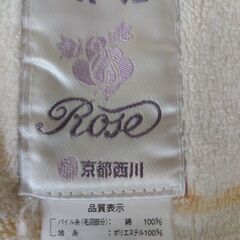 Rose
京都西川
品質表示
パイル糸(毛羽部分): 綿 100%
地 糸 : ポリエステル100%